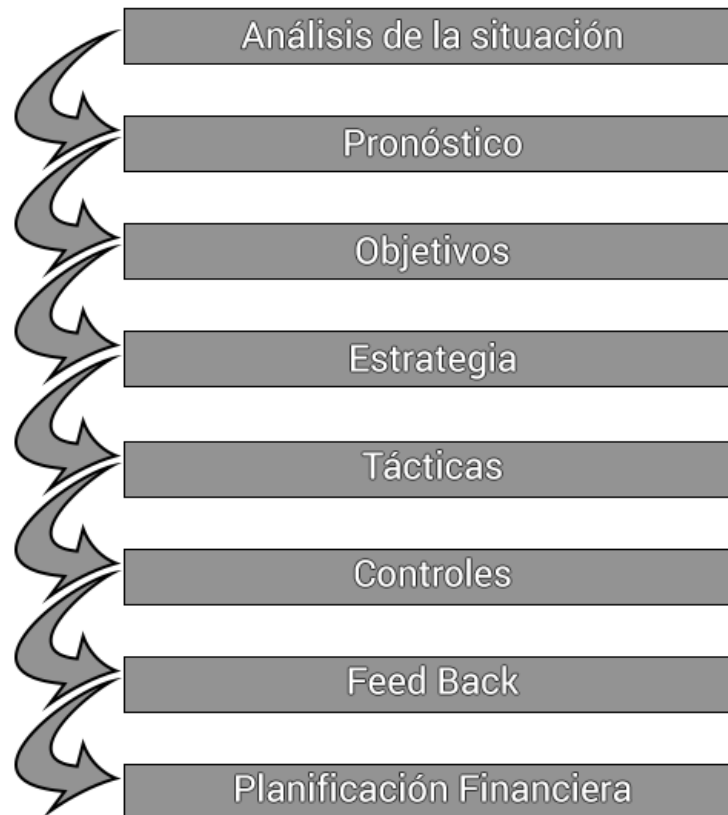 Análisis de la situación
Pronóstico
Objetivos
Estrategia
Tácticas
Controles
Feed Back
Planificación Financiera